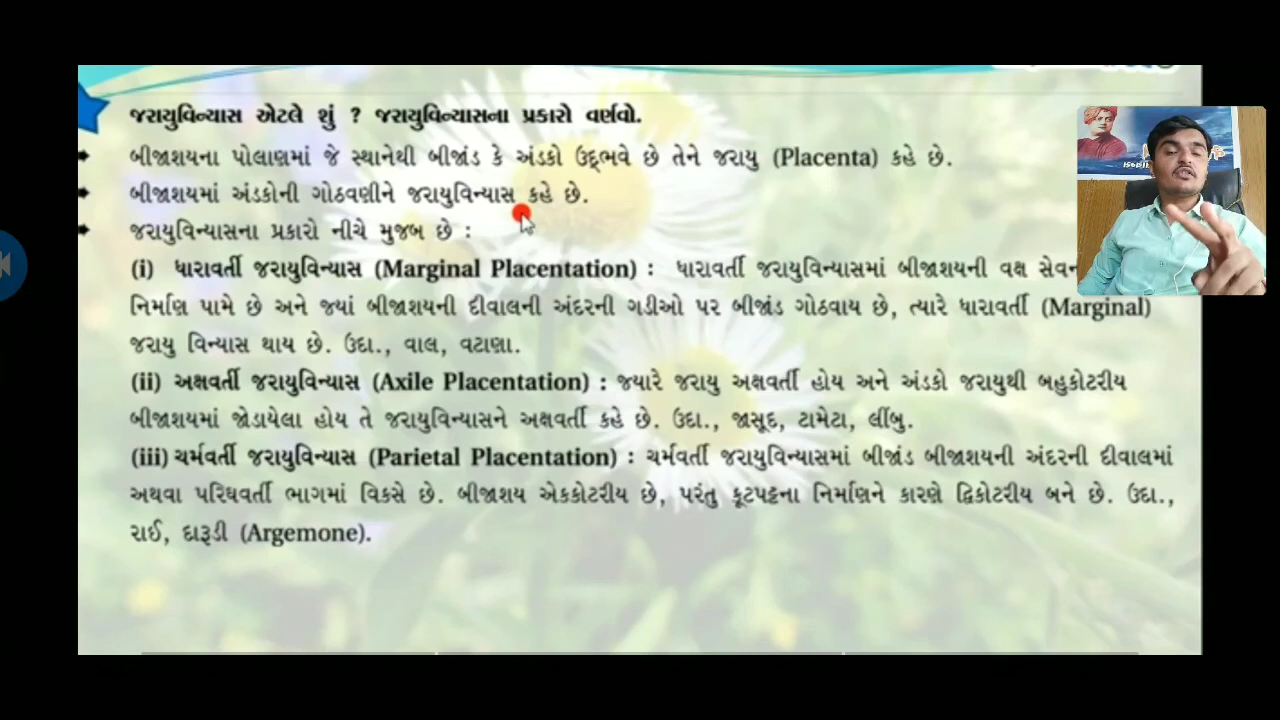 જરાયુવિન્યાસ એટલે શું ? જરાયુવિન્યાસના પ્રકારો વર્ણવો.
બીજાશયના પોલાણમાં જે સ્થાનેથી બીજાંડ કે અંડકો ઉદ્ભવે છે તેને જરાયુ (Placenta) કહે છે.
બીજાશયમાં અંડકોની ગોઠવણીને જરાયુવિન્યાસ કહે છે.
જરાયુવિન્યાસના પ્રકારો નીચે મુજબ છે :
(i) ધારાવર્તી જરાયુવિન્યાસ (Marginal Placentation) : ધારાવર્તી જરાયુવિન્યાસમાં બીજાશયની વક્ષ
નિર્માણ પામે છે અને જ્યાં બીજાશયની દીવાલની અંદરની ગડીઓ પર બીજાંડ ગોઠવાય છે, ત્યારે ધારાવર્તી (Marginal)
જરાયુ વિન્યાસ થાય છે. ઉદા., વાલ, વટાણા.
(ii) અક્ષવર્તી જરાયુવિન્યાસ (Axile Placentation) : જ્યારે જરાયુ અક્ષવર્તી હોય અને અંડકો જરાયુથી બહુકોટરીય
બીજાશયમાં જોડાયેલા હોય તે જરાયુવિન્યાસને અક્ષવર્તી કહે છે. ઉદા., જાસૂદ, ટામેટા, લીંબુ.
(iii) ચર્મવર્તી જરાયુવિન્યાસ (Parietal Placentation) : ચર્મવર્તી જરાયુવિન્યાસમાં બીજાંડ બીજાશયની અંદરની દીવાલમાં
અથવા પરિઘવર્તી ભાગમાં વિકસે છે. બીજાશય એકકોટરીય છે, પરંતુ કૂટપટ્ટના નિર્માણને કારણે દ્વિકોટરીય બને છે. ઉદા.,
રાઈ, દારૂડી (Argemone).